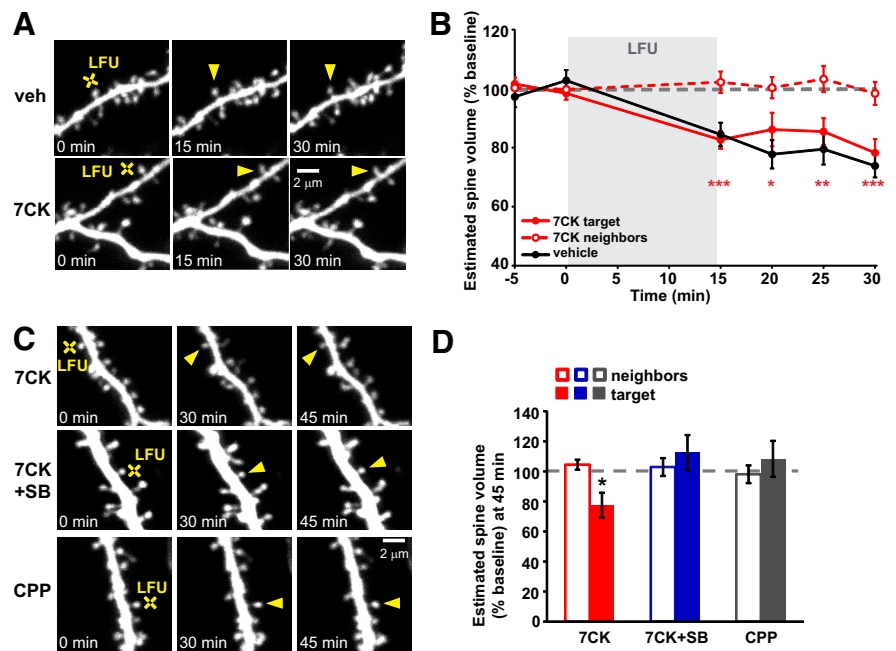 A
LFU
veh
0 min
15 min
30 min
LFU
2 μm
7CK
0 min
15 min
30 min
B
Estimated spine volume (% baseline)
120
100
80
60
40
LFU
***
*
**
***
7CK target
7CK neighbors
vehicle
-5
0
5
10
15
20
25
30
Time (min)
C
7CK
LFU
0 min
30 min
45 min
7CK
+SB
LFU
0 min
30 min
45 min
CPP
LFU
2 μm
0 min
30 min
45 min
D
neighbors
target
Estimated spine volume
(% baseline) at 45 min
140
120
100
80
60
40
20
0
*
7CK
7CK+SB
CPP